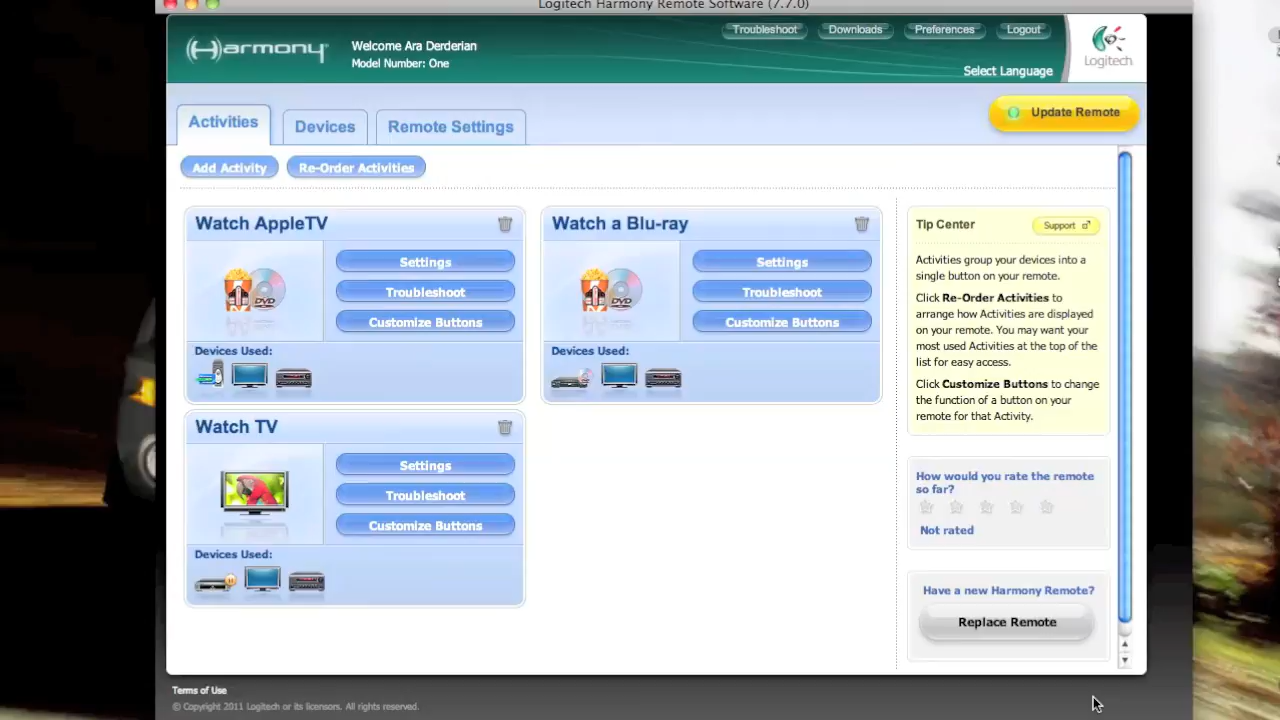 Logitech Harmony Remote Software (7.7.0)
Troubleshoot
Downloads
Preferences
Logout
Harmony
Welcome Ara Derderian
Model Number: One
Select Language
Logitech
Activities
Devices
Remote Settings
Update Remote
Add Activity
Re-Order Activities
Watch AppleTV
Settings
Troubleshoot
Customize Buttons
Devices Used:
Watch a Blu-ray
Settings
Troubleshoot
Customize Buttons
Devices Used:
Watch TV
Settings
Troubleshoot
Customize Buttons
Devices Used:
Tip Center
Support
Activities group your devices into a
single button on your remote.
Click Re-Order Activities to
arrange how Activities are displayed
on your remote. You may want your
most used Activities at the top of the
list for easy access.
Click Customize Buttons to change
the function of a button on your
remote for that Activity.
How would you rate the remote
so far?
Not rated
Have a new Harmony Remote?
Replace Remote
Terms of Use
© Copyright 2011 Logitech or its licensors. All rights reserved.
DVD
DVD